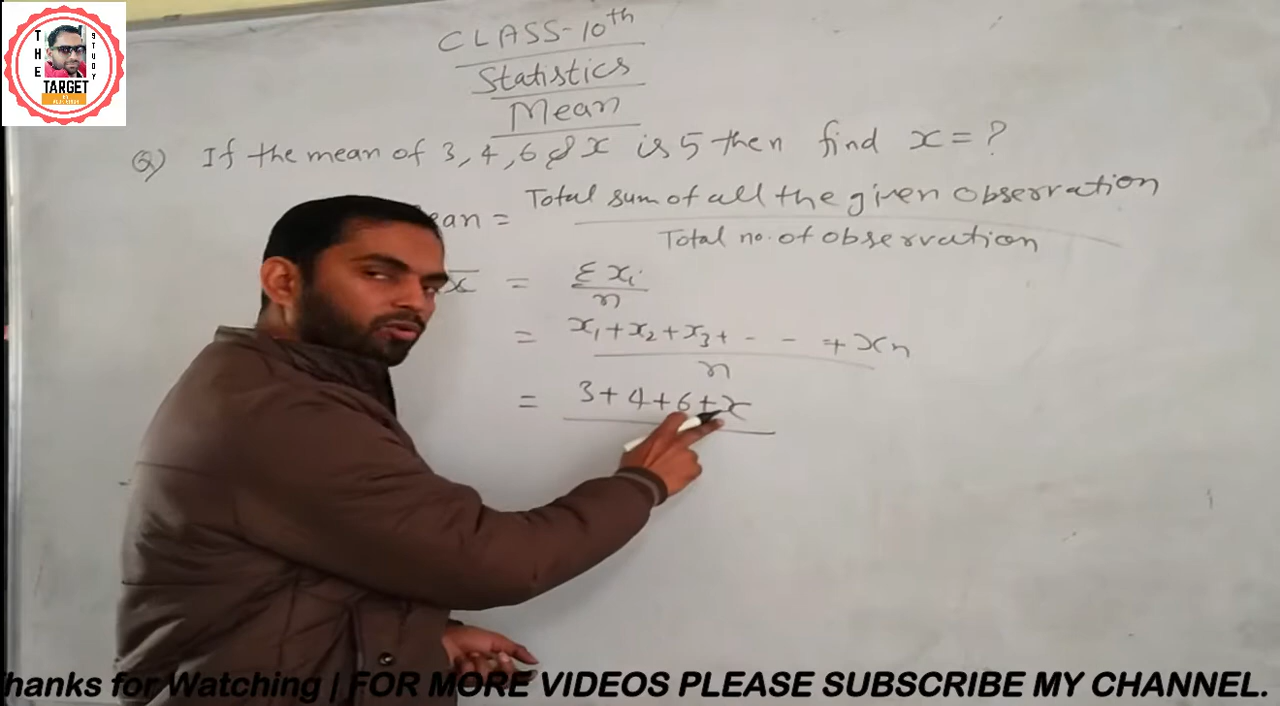 THE
STUDY
TARGET
CLASS-10th
Statistics
Mean
Q) If the mean of 3, 4, 6 & x is 5 then find x = ?
ean = Total sum of all the given observation
Total no. of observation
x̄ = Σxi
n
= x1 + x2 + x3 + - - + xn
n
= 3 + 4 + 6 + x
hanks for Watching | FOR MORE VIDEOS PLEASE SUBSCRIBE MY CHANNEL.